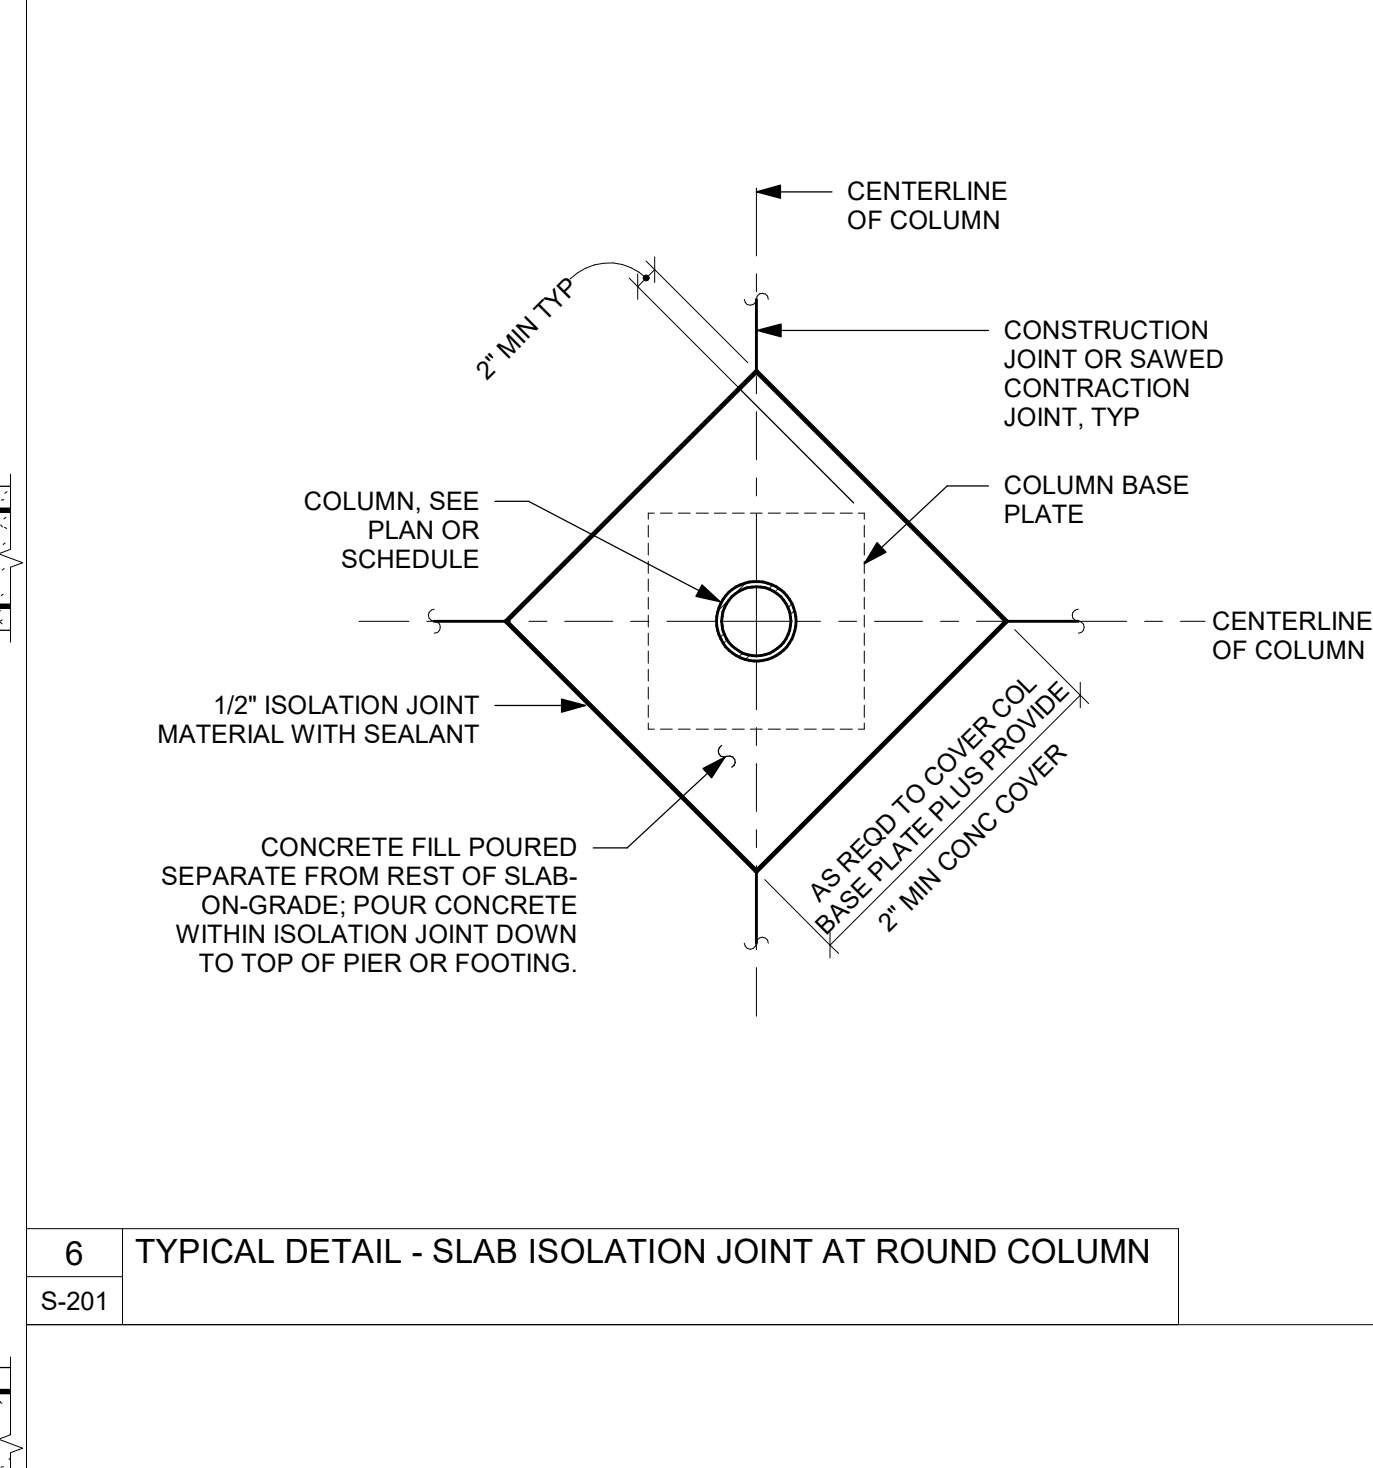 CENTERLINE
OF COLUMN
2" MIN TYP
CONSTRUCTION
JOINT OR SAWED
CONTRACTION
JOINT, TYP
COLUMN, SEE
PLAN OR
SCHEDULE
COLUMN BASE
PLATE
CENTERLINE
OF COLUMN
1/2" ISOLATION JOINT
MATERIAL WITH SEALANT
AS REQD TO COVER COL
BASE PLATE PLUS PROVIDE
2" MIN CONC COVER
CONCRETE FILL POURED
SEPARATE FROM REST OF SLAB-
ON-GRADE; POUR CONCRETE
WITHIN ISOLATION JOINT DOWN
TO TOP OF PIER OR FOOTING.
6
TYPICAL DETAIL - SLAB ISOLATION JOINT AT ROUND COLUMN
S-201